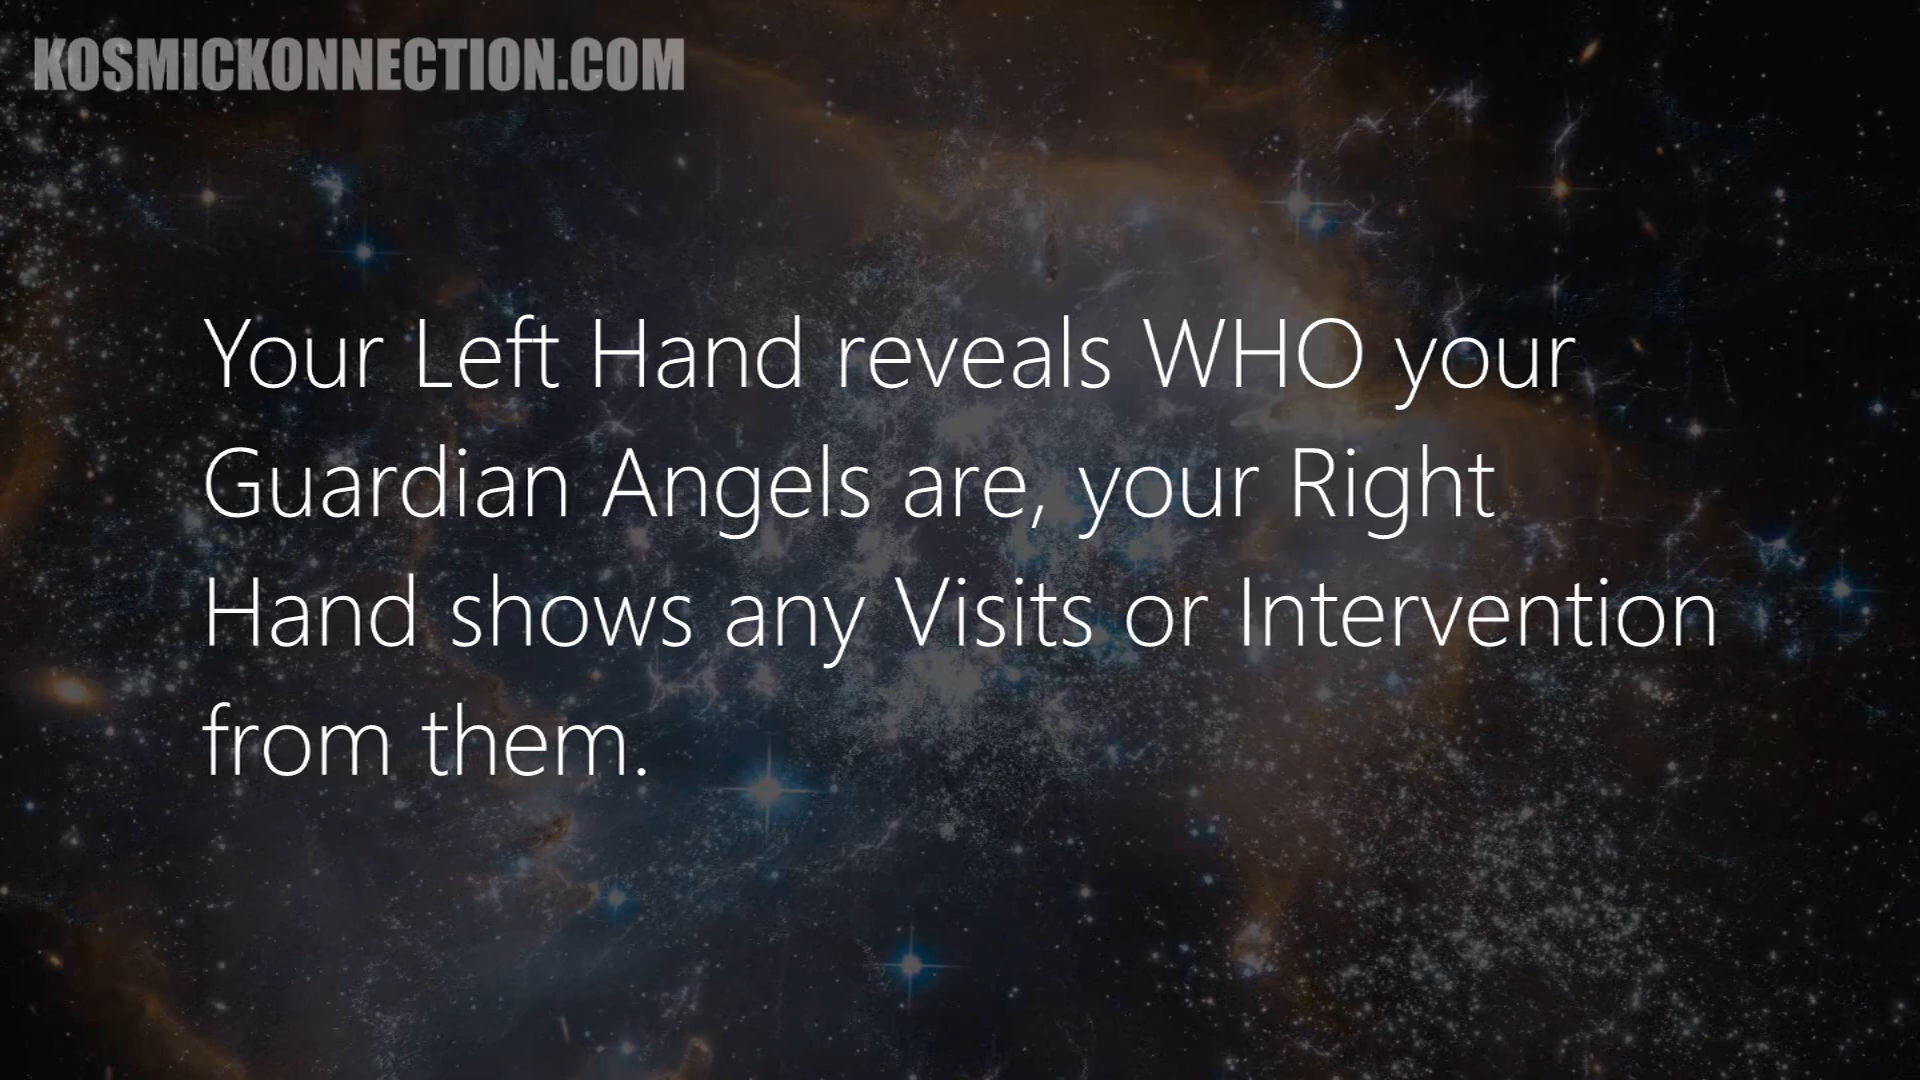 KOSMICKONNECTION.COM
Your Left Hand reveals WHO your
Guardian Angels are, your Right
Hand shows any Visits or Intervention
from them.